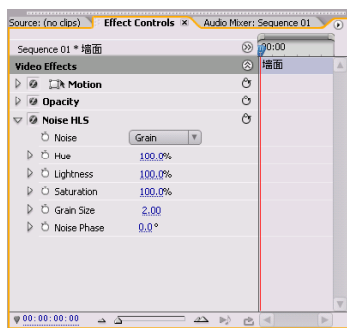 Source: (no clips) Effect Controls Audio Mixer: Sequence 01
Sequence 01 * 墙面 00:00
Video Effects 墙面
Motion
Opacity
Noise HLS
Noise Grain
Hue 100.0%
Lightness 100.0%
Saturation 100.0%
Grain Size 2.00
Noise Phase 0.0°
00:00:00:00